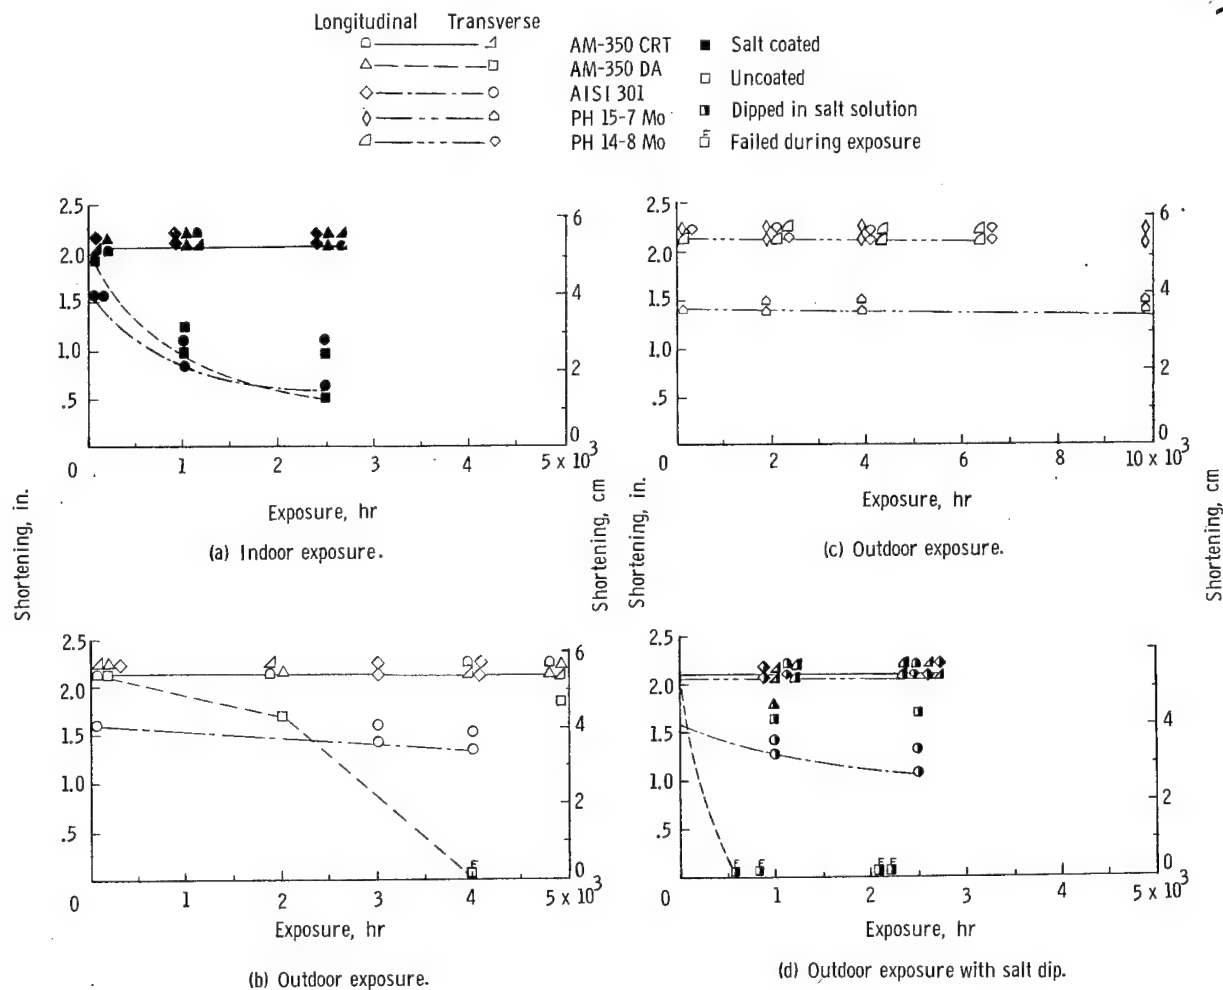 Longitudinal Transverse
AM-350 CRT
AM-350 DA
AISI 301
PH 15-7 Mo
PH 14-8 Mo
Salt coated
Uncoated
Dipped in salt solution
F Failed during exposure
Shortening, in.
2.5
2.0
1.5
1.0
.5
0 1 2 3 4 5 x 10³
6
4
2
0
Shortening, cm
Exposure, hr
(a) Indoor exposure.
Shortening, in.
2.5
2.0
1.5
1.0
.5
0 2 4 6 8 10 x 10³
6
4
2
0
Shortening, cm
Exposure, hr
(c) Outdoor exposure.
2.5
2.0
1.5
1.0
.5
F
0 1 2 3 4 5 x 10³
6
4
2
0
Exposure, hr
(b) Outdoor exposure.
2.5
2.0
1.5
1.0
.5
F F F F
0 1 2 3 4 5 x 10³
6
4
2
0
Exposure, hr
(d) Outdoor exposure with salt dip.